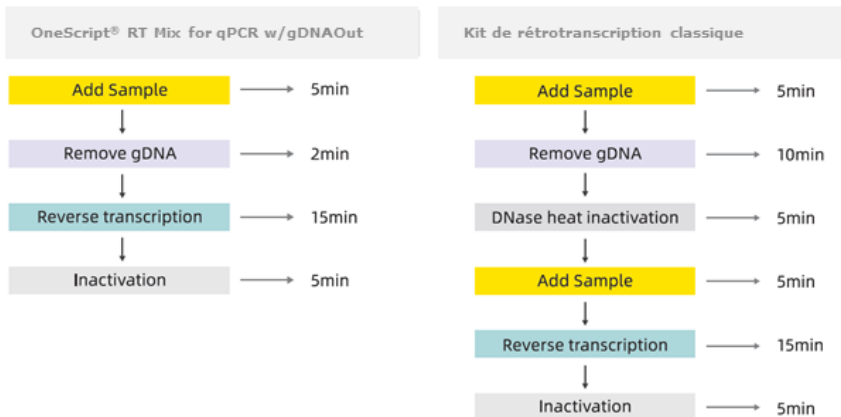 OneScript® RT Mix for qPCR w/gDNAOut
Add Sample 5min
Remove gDNA 2min
Reverse transcription 15min
Inactivation 5min
Kit de rétrotranscription classique
Add Sample 5min
Remove gDNA 10min
DNase heat inactivation 5min
Add Sample 5min
Reverse transcription 15min
Inactivation 5min